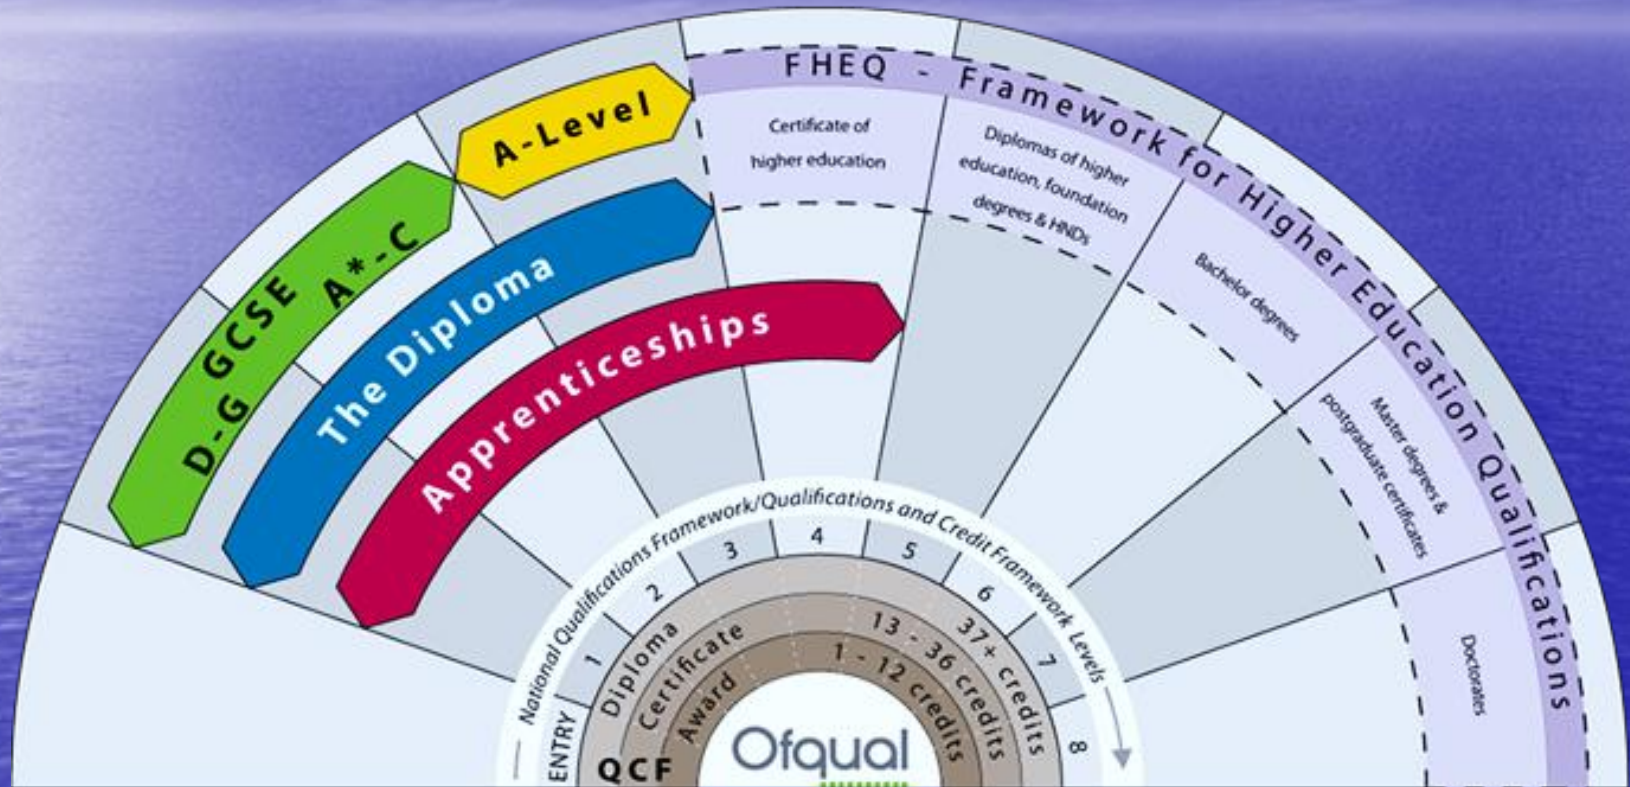 GCSE
D-G A*-C
A-Level
The Diploma
Apprenticeships
FHEQ - Framework for Higher Education Qualifications
Certificate of
higher education
Diplomas of higher
education, foundation
degrees & HNDs
Bachelor degrees
Master degrees &
postgraduate certificates
Doctorates
National Qualifications Framework/Qualifications and Credit Framework Levels
ENTRY 1 2 3 4 5 6 7 8
Diploma 37+ credits
Certificate 13 - 36 credits
Award 1 - 12 credits
QCF
Ofqual